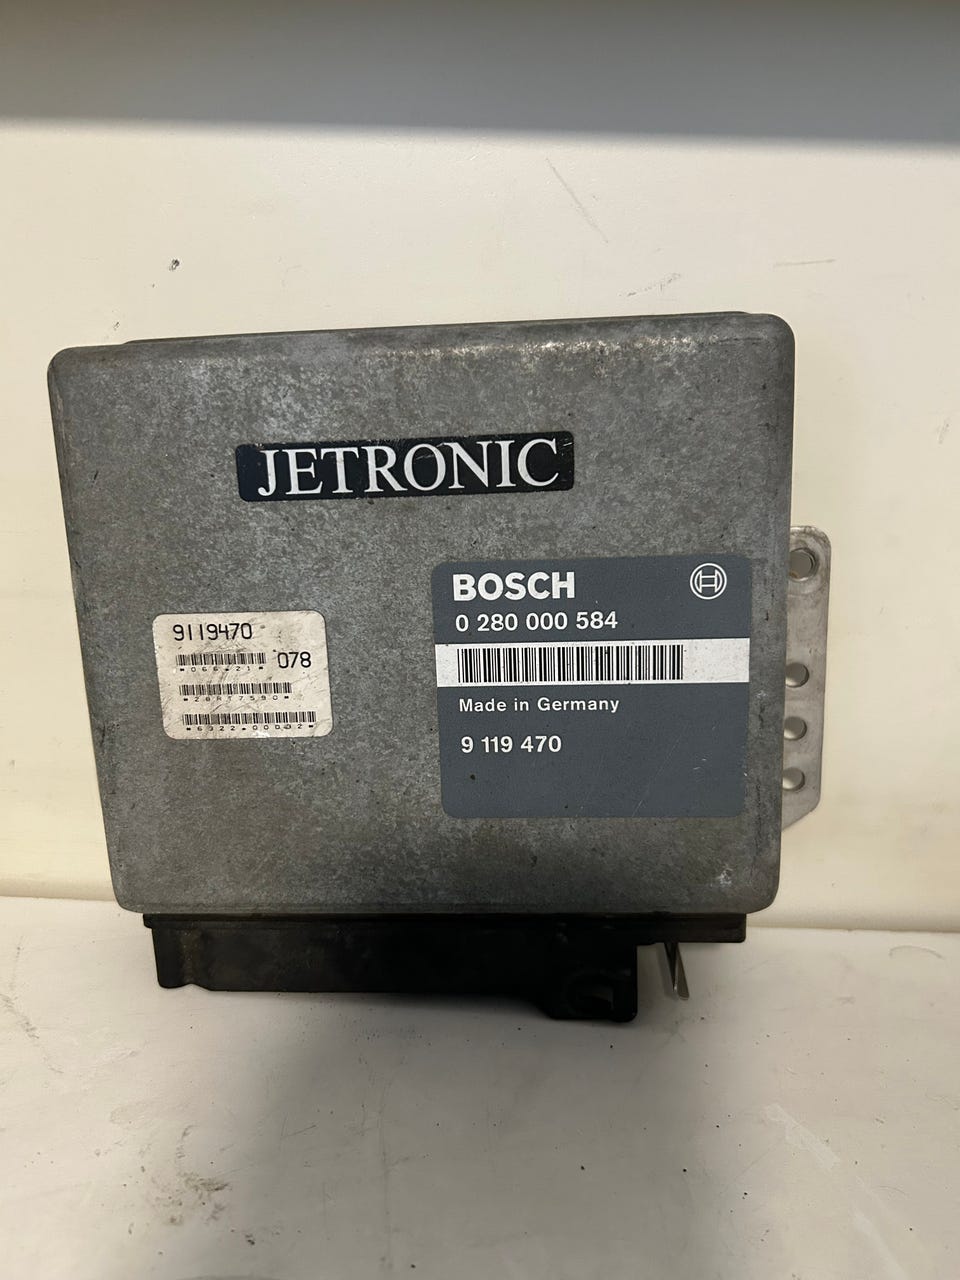 JETRONIC
BOSCH
0 280 000 584
Made in Germany
9 119 470
9119470
078